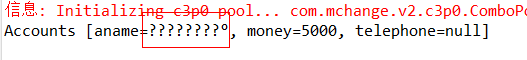 信息: Initializing c3p0 pool... com.mchange.v2.c3p0.ComboPo
Accounts [aname=????????º, money=5000, telephone=null]